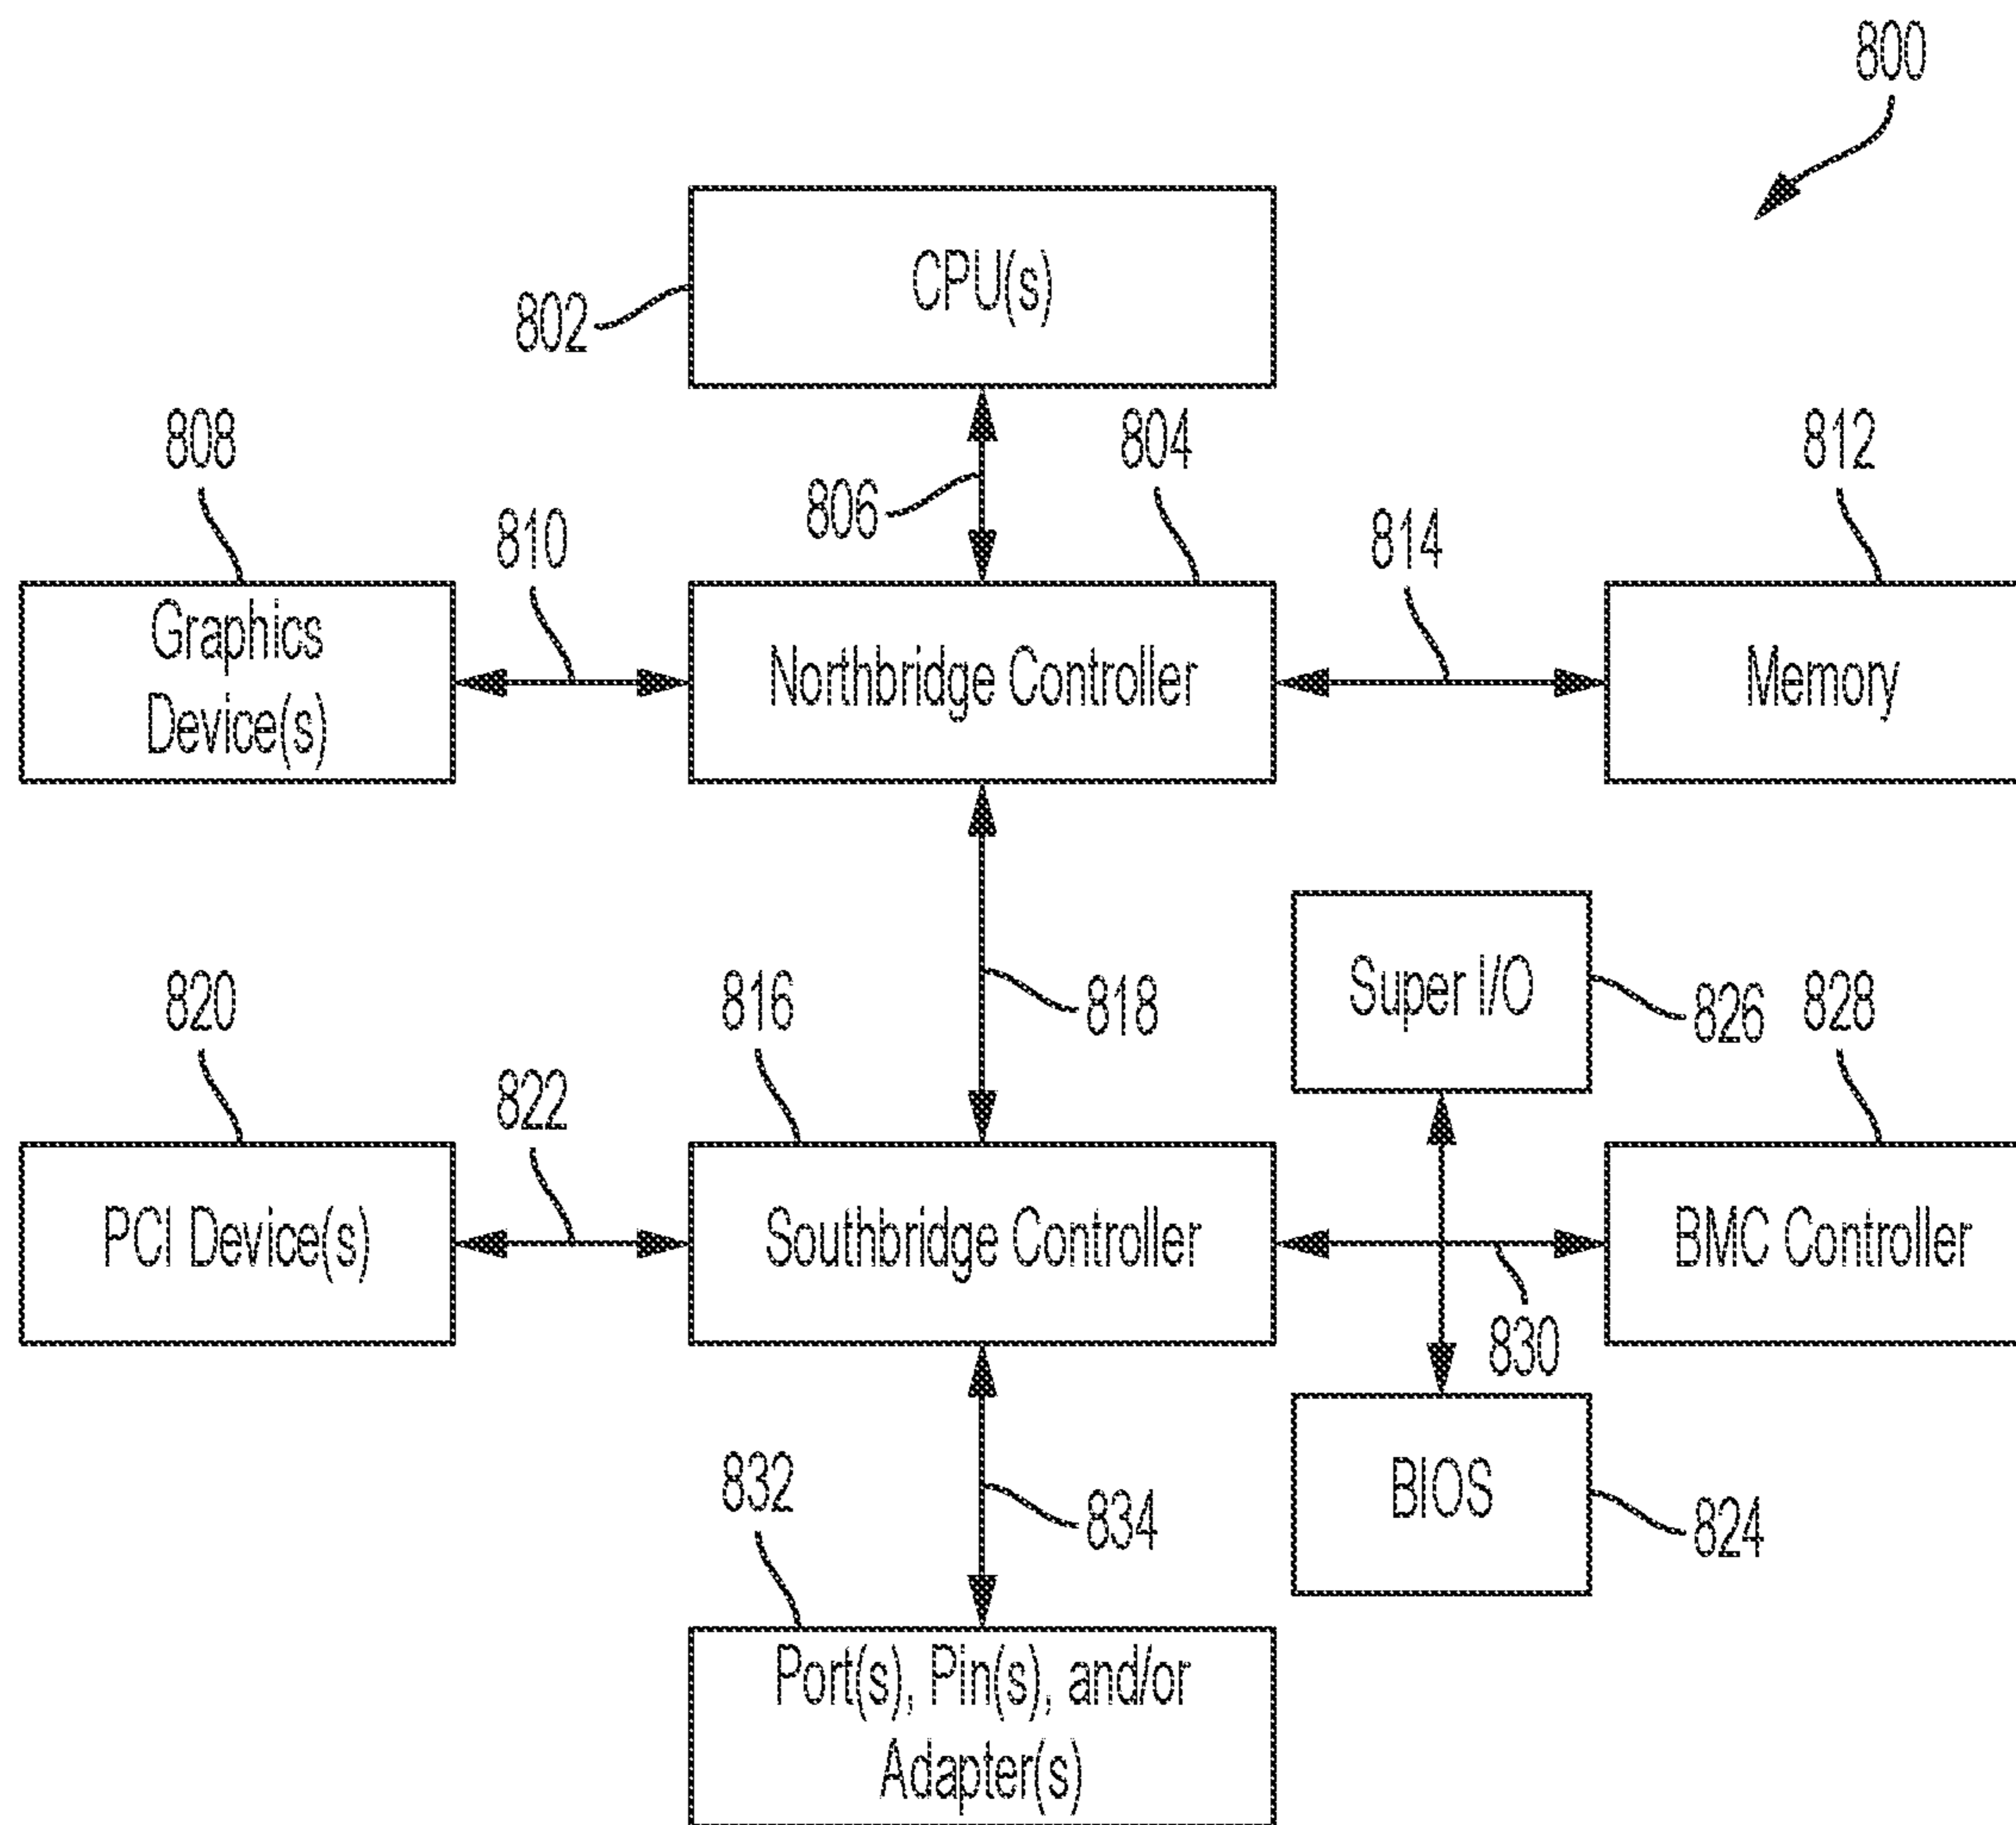 800
CPU(s)
802
808
804
812
806
810
814
Graphics
Device(s)
Northbridge Controller
Memory
Super I/O
820
816
818
826
828
822
PCI Device(s)
Southbridge Controller
BMC Controller
830
832
834
BIOS
824
Port(s), Pin(s), and/or
Adapter(s)